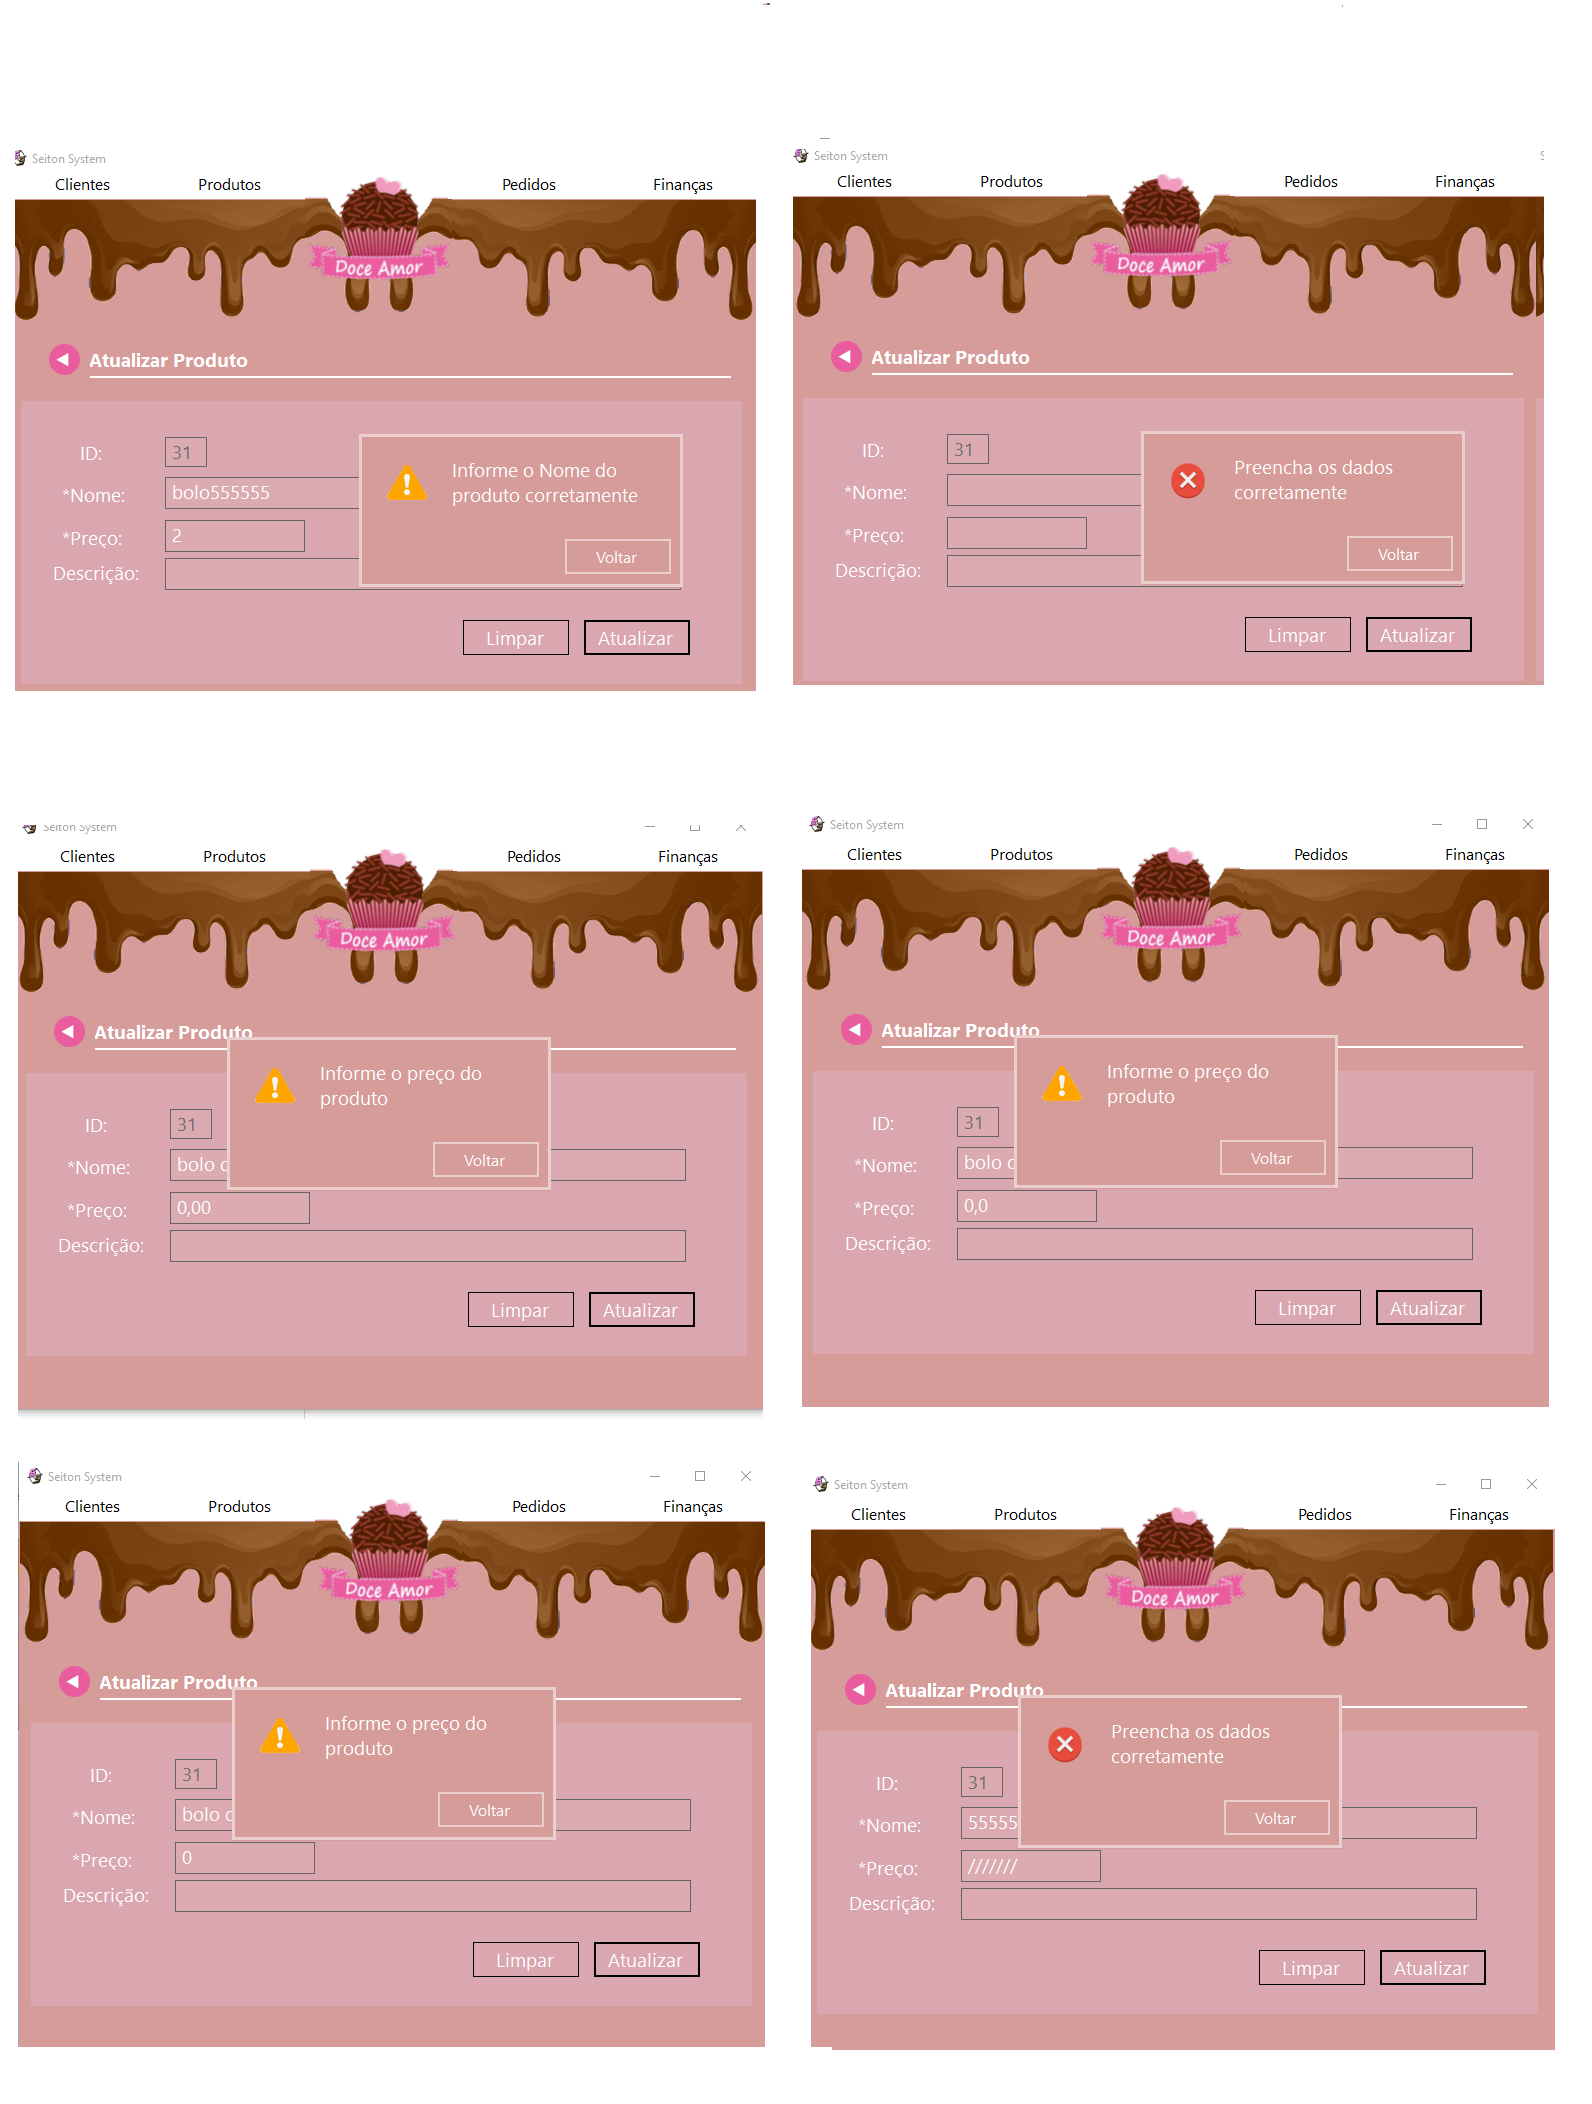 Seiton System
Clientes Produtos Pedidos Finanças
Doce Amor
Atualizar Produto
ID: 31
Informe o Nome do
produto corretamente
*Nome: bolo555555
*Preço: 2
Voltar
Descrição:
Limpar Atualizar
Seiton System
Clientes Produtos Pedidos Finanças
Doce Amor
Atualizar Produto
ID: 31
Preencha os dados
corretamente
*Nome:
*Preço:
Voltar
Descrição:
Limpar Atualizar
Seiton System
Clientes Produtos Pedidos Finanças
Doce Amor
Atualizar Produto
Informe o preço do
produto
ID: 31
Voltar
*Nome: bolo
*Preço: 0,00
Descrição:
Limpar Atualizar
Seiton System
Clientes Produtos Pedidos Finanças
Doce Amor
Atualizar Produto
Informe o preço do
produto
ID: 31
Voltar
*Nome: bolo
*Preço: 0,0
Descrição:
Limpar Atualizar
Seiton System
Clientes Produtos Pedidos Finanças
Doce Amor
Atualizar Produto
Informe o preço do
produto
ID: 31
Voltar
*Nome: bolo
*Preço: 0
Descrição:
Limpar Atualizar
Seiton System
Clientes Produtos Pedidos Finanças
Doce Amor
Atualizar Produto
Preencha os dados
corretamente
ID: 31
Voltar
*Nome: 55555
*Preço: ///////
Descrição:
Limpar Atualizar